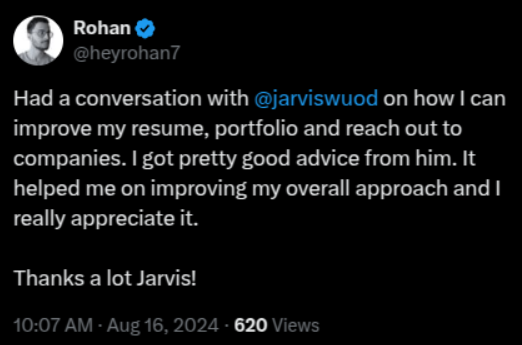 Rohan
@heyrohan7
Had a conversation with @jarviswuod on how I can
improve my resume, portfolio and reach out to
companies. I got pretty good advice from him. It
helped me on improving my overall approach and I
really appreciate it.
Thanks a lot Jarvis!
10:07 AM · Aug 16, 2024 · 620 Views